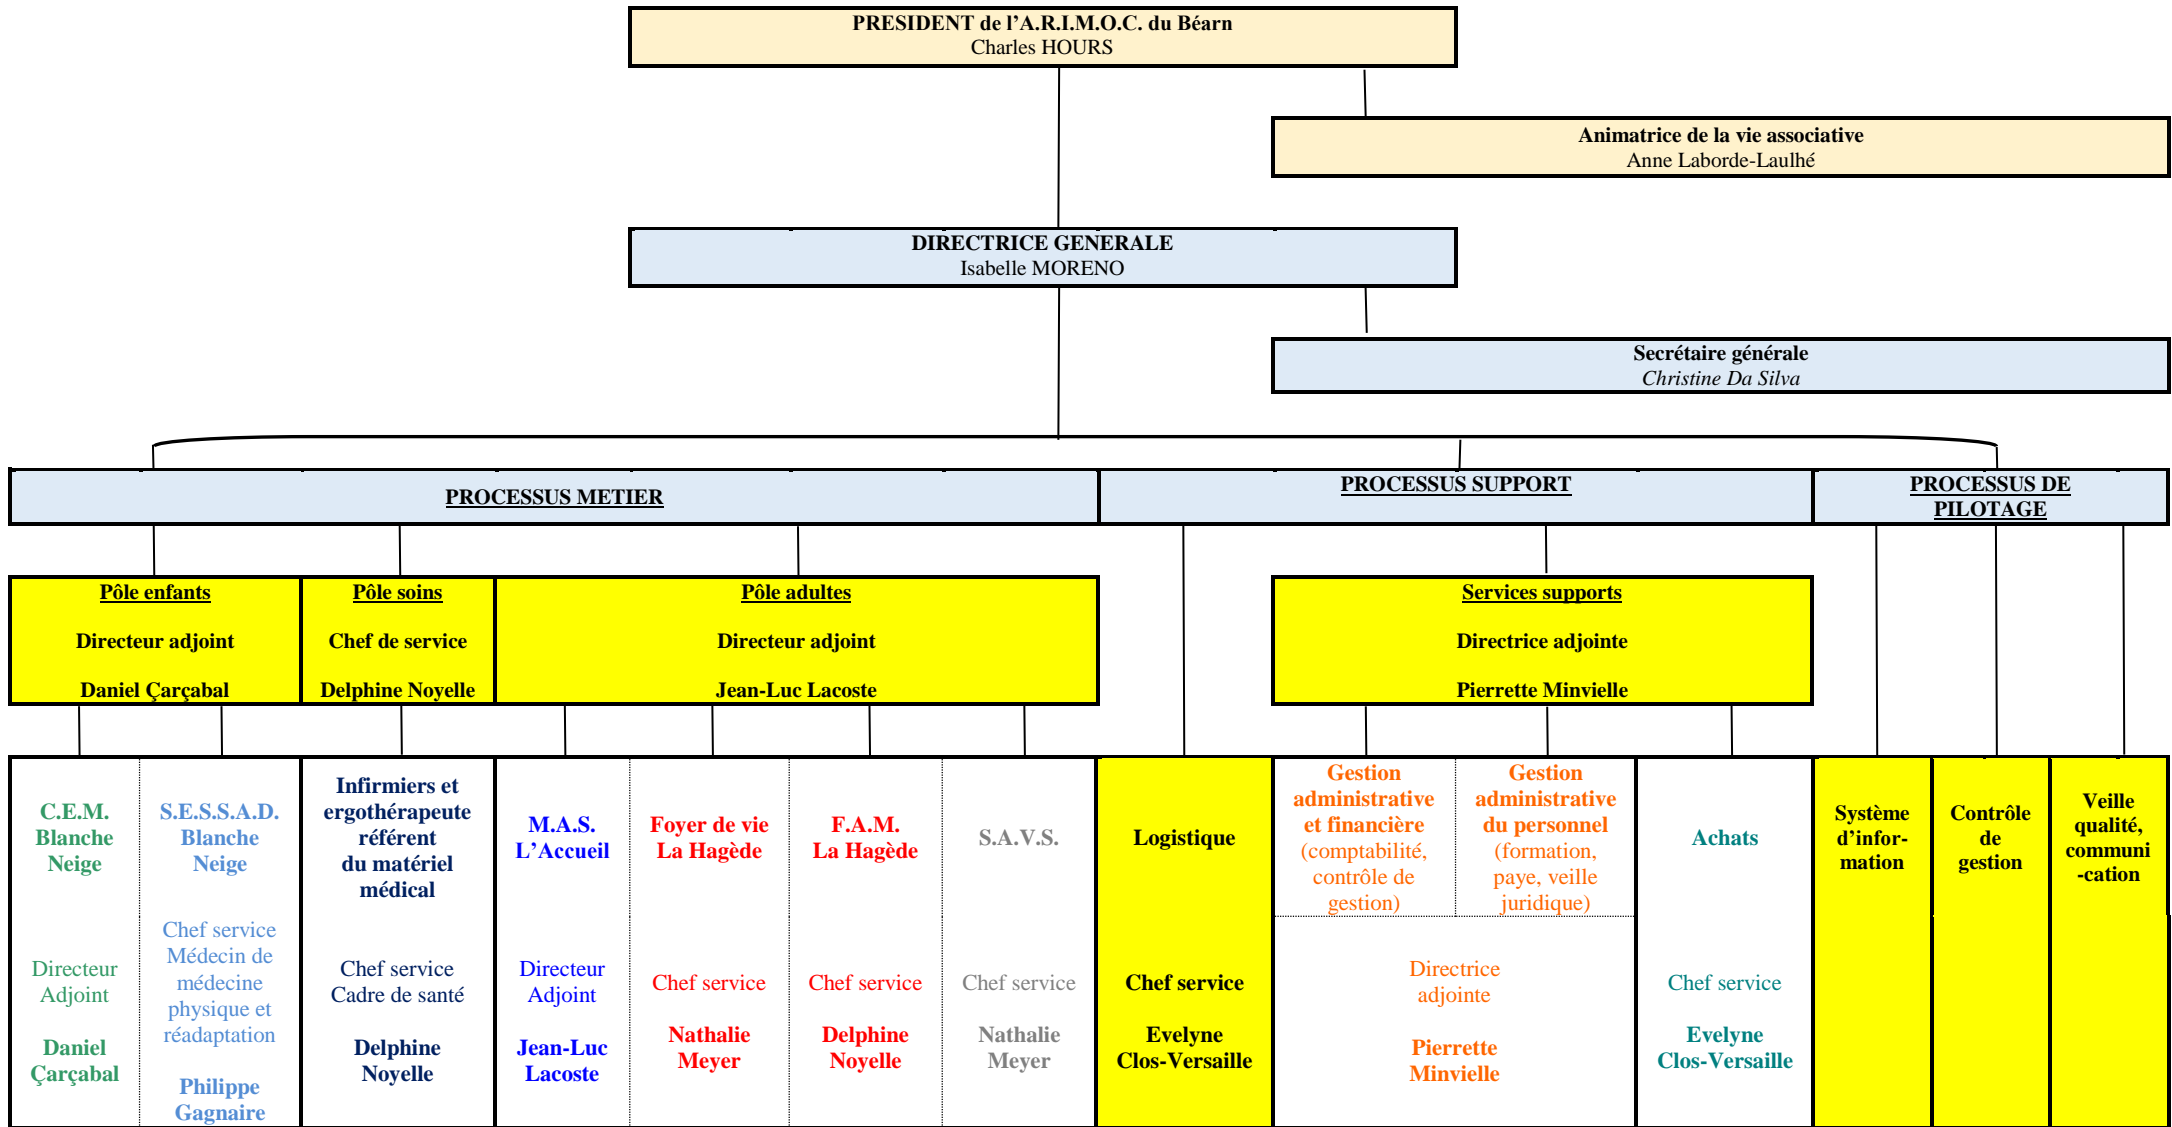 PRESIDENT de l'A.R.I.M.O.C. du Béarn
Charles HOURS
Animatrice de la vie associative
Anne Laborde-Laulhé
DIRECTRICE GENERALE
Isabelle MORENO
Secrétaire générale
Christine Da Silva
PROCESSUS METIER
PROCESSUS SUPPORT
PROCESSUS DE
PILOTAGE
Pôle enfants
Directeur adjoint
Daniel Çarçabal
Pôle soins
Chef de service
Delphine Noyelle
Pôle adultes
Directeur adjoint
Jean-Luc Lacoste
Services supports
Directrice adjointe
Pierrette Minvielle
C.E.M.
Blanche
Neige
Directeur
Adjoint
Daniel
Çarçabal
S.E.S.S.A.D.
Blanche
Neige
Chef service
Médecin de
médecine
physique et
réadaptation
Philippe
Gagnaire
Infirmiers et
ergothérapeute
référent
du matériel
médical
Chef service
Cadre de santé
Delphine
Noyelle
M.A.S.
L'Accueil
Directeur
Adjoint
Jean-Luc
Lacoste
Foyer de vie
La Hagède
Chef service
Nathalie
Meyer
F.A.M.
La Hagède
Chef service
Delphine
Noyelle
S.A.V.S.
Chef service
Nathalie
Meyer
Logistique
Chef service
Evelyne
Clos-Versaille
Gestion
administrative
et financière
(comptabilité,
contrôle de
gestion)
Gestion
administrative
du personnel
(formation,
paye, veille
juridique)
Directrice
adjointe
Pierrette
Minvielle
Achats
Chef service
Evelyne
Clos-Versaille
Système
d'infor-
mation
Contrôle
de
gestion
Veille
qualité,
communi
-cation